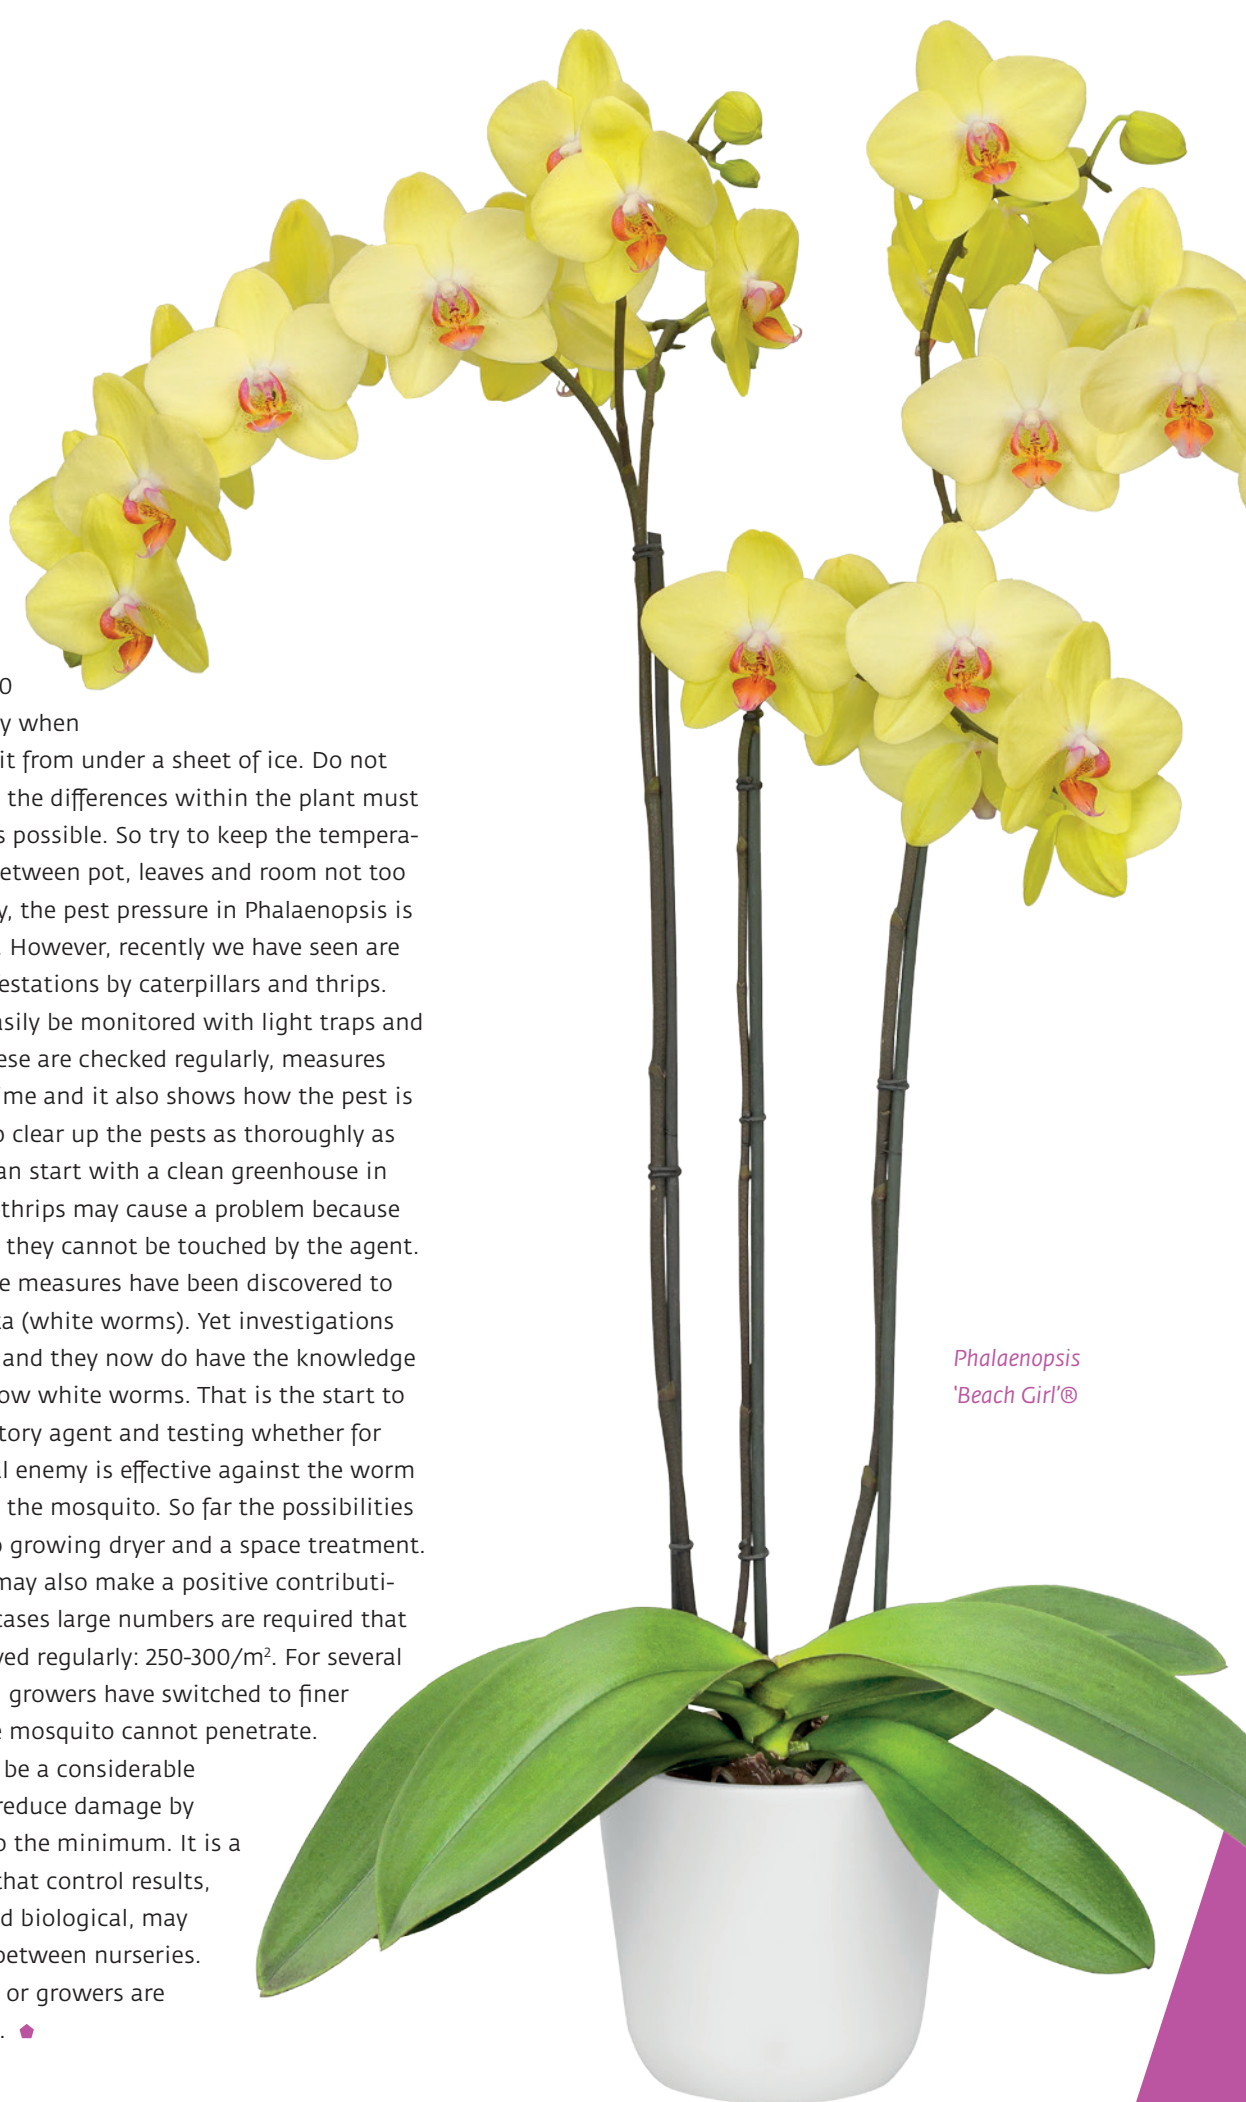 0
y when
it from under a sheet of ice. Do not
the differences within the plant must
s possible. So try to keep the tempera-
etween pot, leaves and room not too
y, the pest pressure in Phalaenopsis is
. However, recently we have seen are
estations by caterpillars and thrips.
asily be monitored with light traps and
ese are checked regularly, measures
ime and it also shows how the pest is
o clear up the pests as thoroughly as
an start with a clean greenhouse in
thrips may cause a problem because
they cannot be touched by the agent.
e measures have been discovered to
ta (white worms). Yet investigations
and they now do have the knowledge
ow white worms. That is the start to
tory agent and testing whether for
al enemy is effective against the worm
the mosquito. So far the possibilities
o growing dryer and a space treatment.
may also make a positive contributi-
cases large numbers are required that
ved regularly: 250-300/m². For several
growers have switched to finer
e mosquito cannot penetrate.
be a considerable
reduce damage by
o the minimum. It is a
that control results,
d biological, may
between nurseries.
or growers are
.
Phalaenopsis
'Beach Girl'®